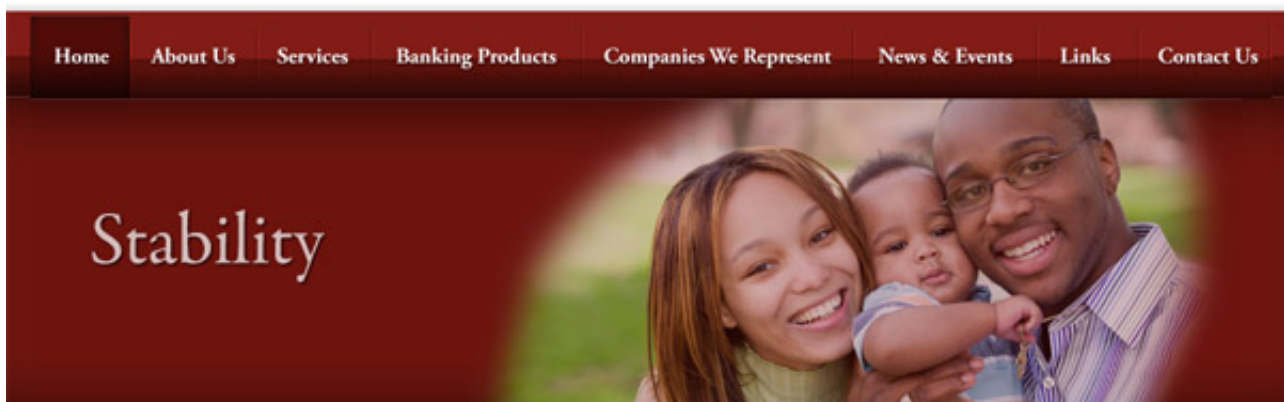 Home About Us Services Banking Products Companies We Represent News & Events Links Contact Us
Stability